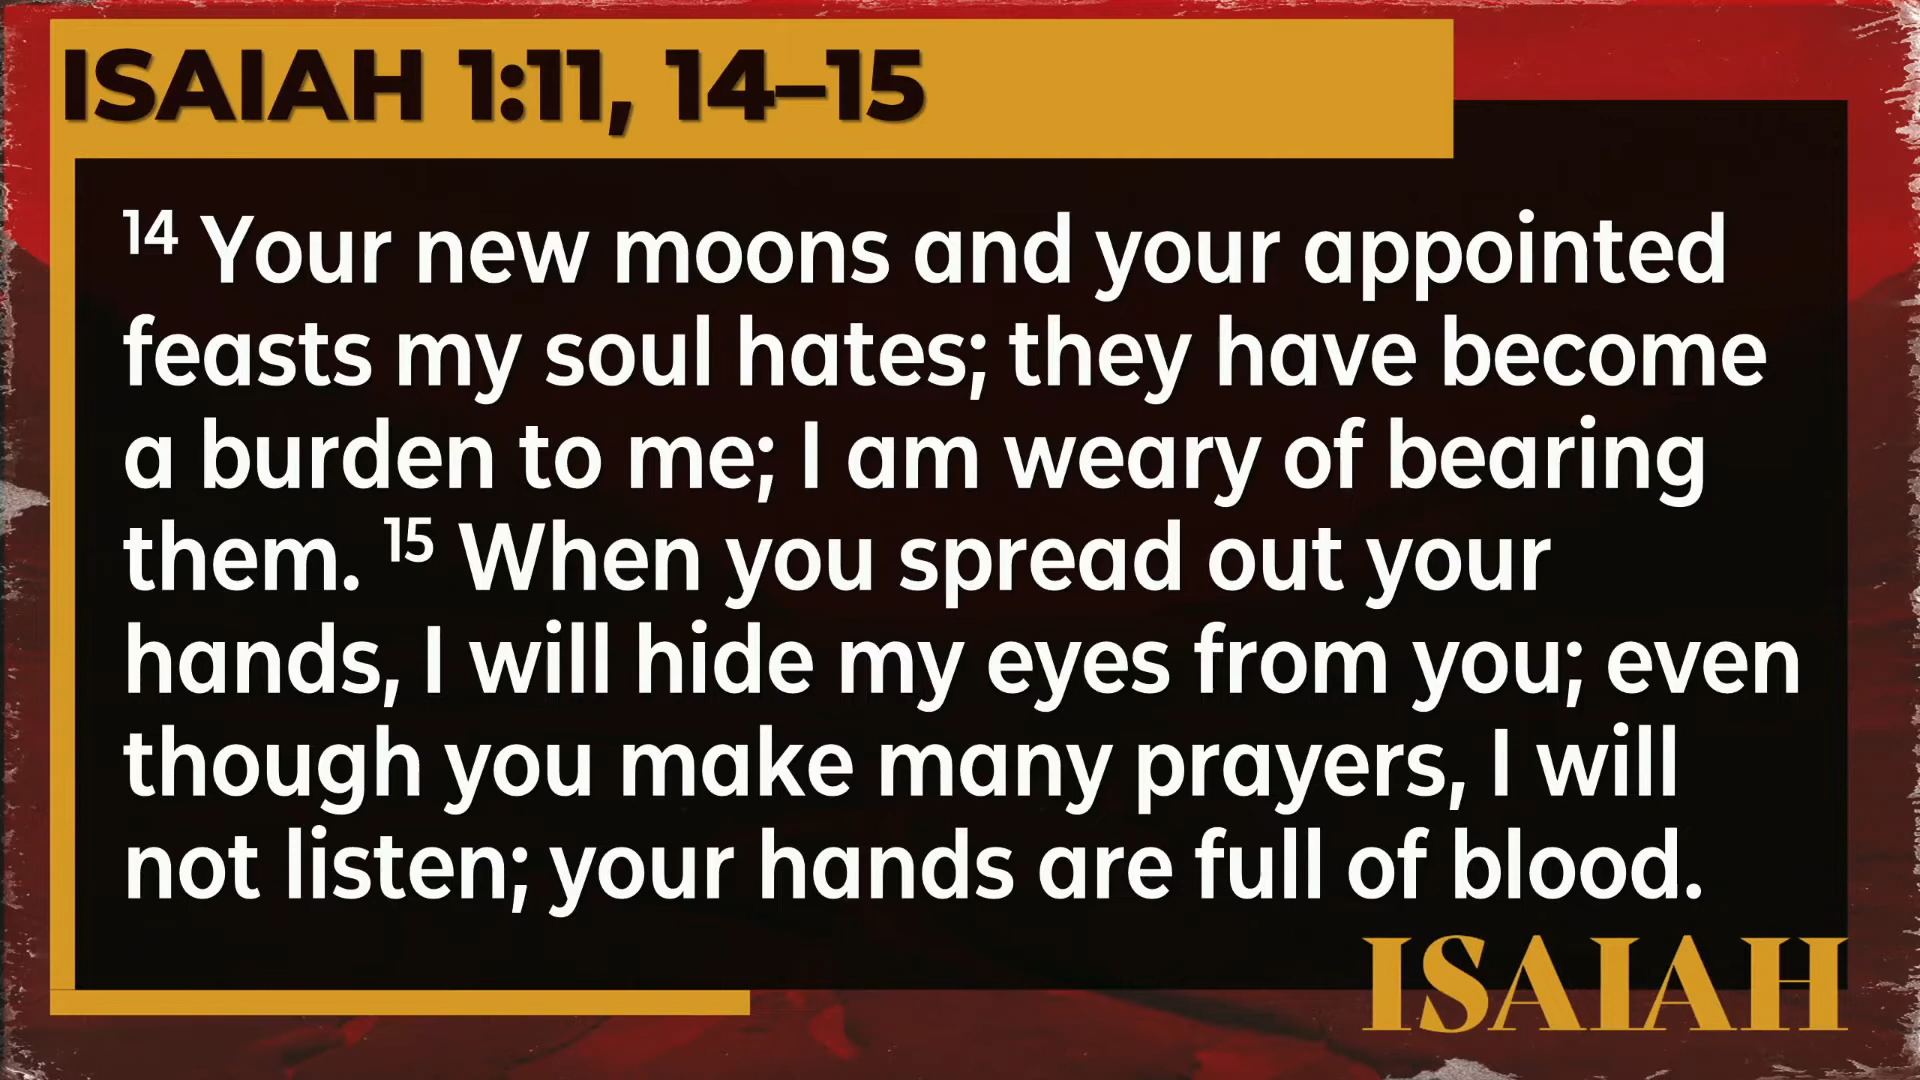 ISAIAH 1:11, 14–15
14 Your new moons and your appointed
feasts my soul hates; they have become
a burden to me; I am weary of bearing
them. 15 When you spread out your
hands, I will hide my eyes from you; even
though you make many prayers, I will
not listen; your hands are full of blood.
ISAIAH